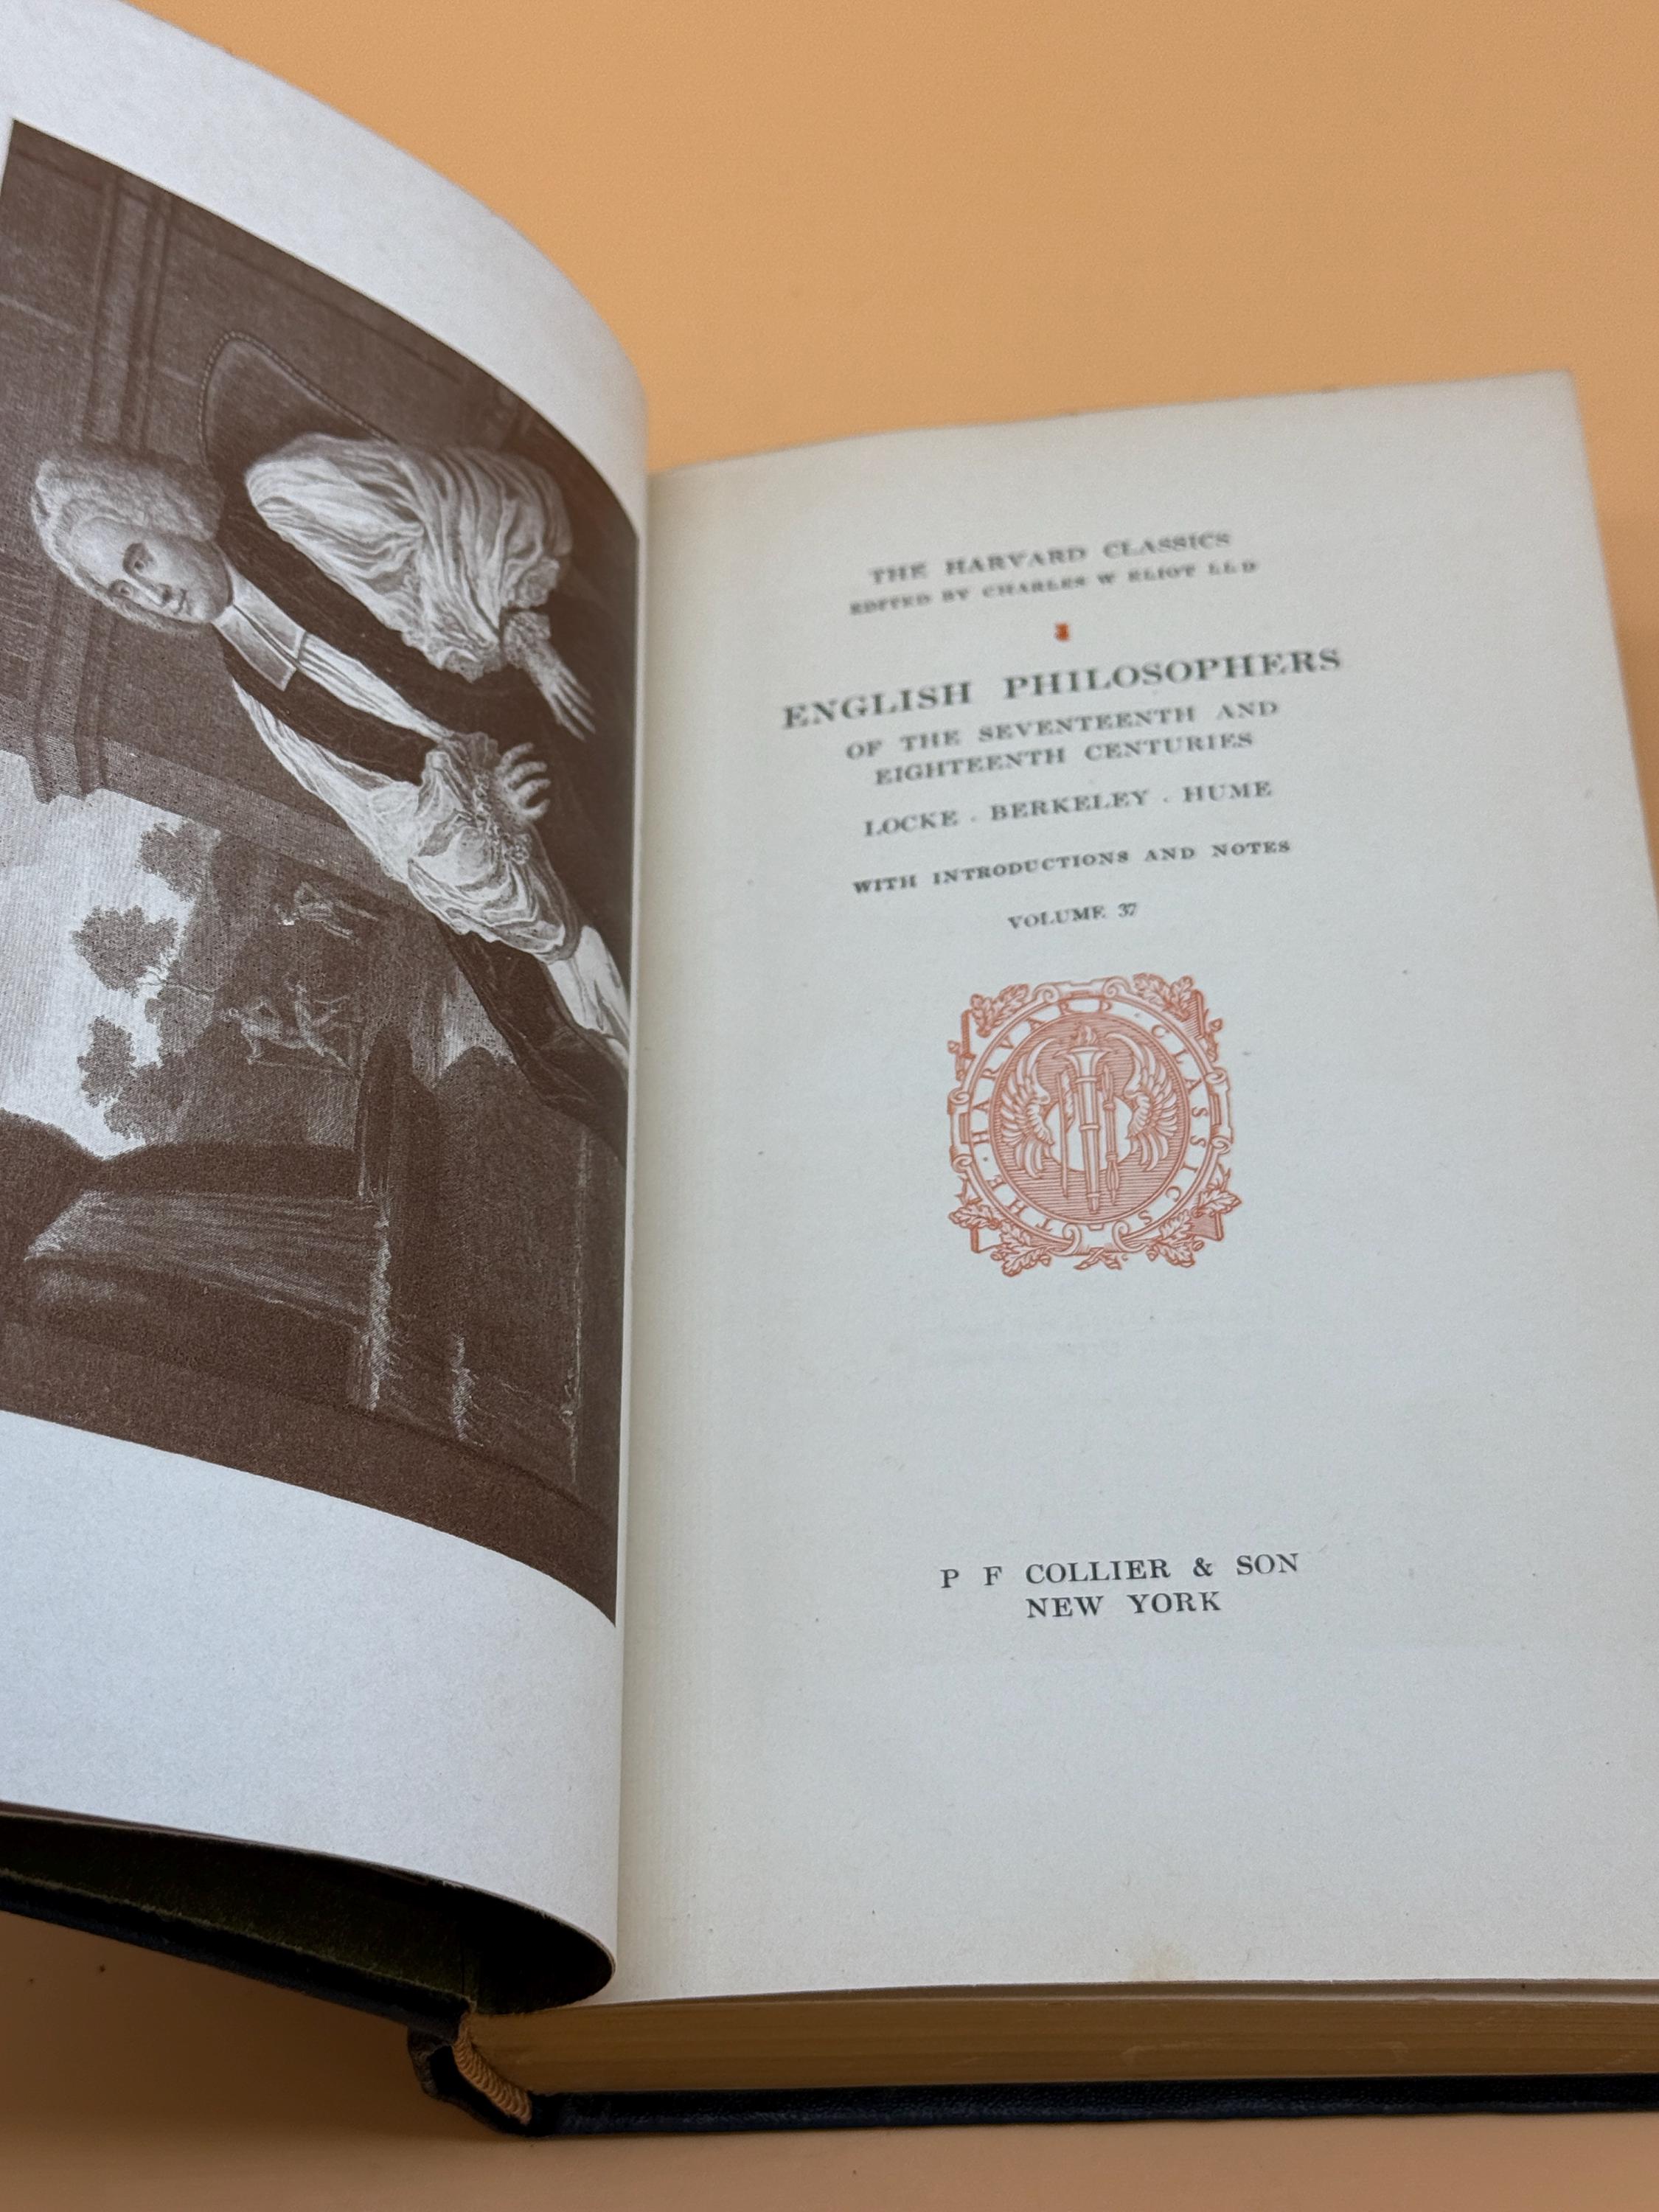 THE HARVARD CLASSICS
EDITED BY CHARLES W ELIOT LL D
ENGLISH PHILOSOPHERS
OF THE SEVENTEENTH AND
EIGHTEENTH CENTURIES
LOCKE . BERKELEY . HUME
WITH INTRODUCTIONS AND NOTES
VOLUME 37
THE · HARVARD · CLASSICS
P F COLLIER & SON
NEW YORK